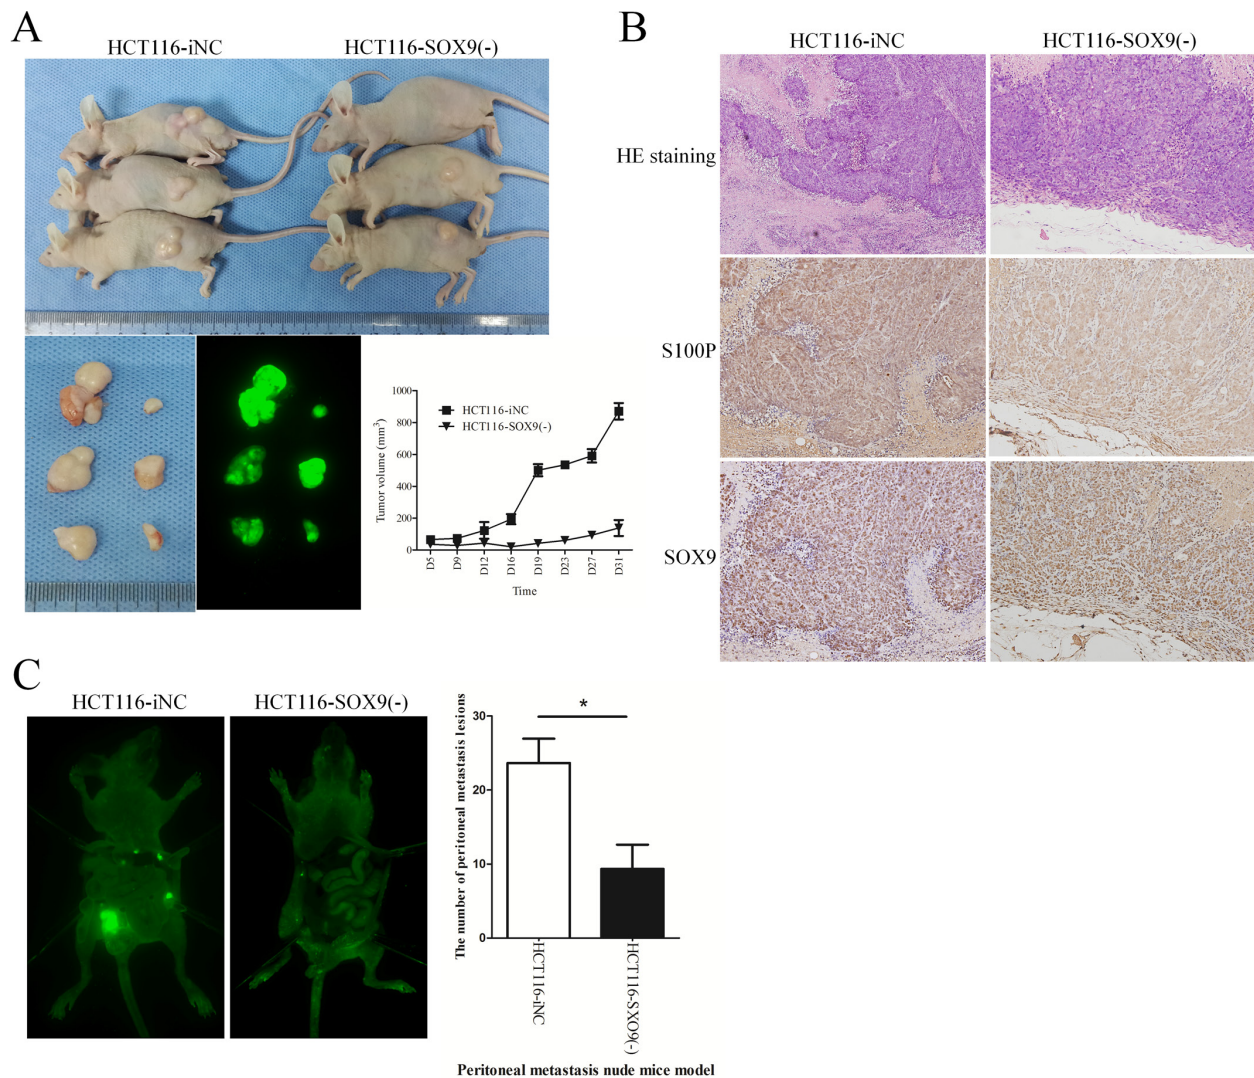 A
HCT116-iNC
HCT116-SOX9(-)
1000
800
600
400
200
0
Tumor volume (mm³)
HCT116-iNC
HCT116-SOX9(-)
D5
D9
D12
D16
D19
D23
D27
D31
Time
B
HCT116-iNC
HCT116-SOX9(-)
HE staining
S100P
SOX9
C
HCT116-iNC
HCT116-SOX9(-)
The number of peritoneal metastasis lesions
30
20
10
0
*
HCT116-iNC
HCT116-SXO9(-)
Peritoneal metastasis nude mice model